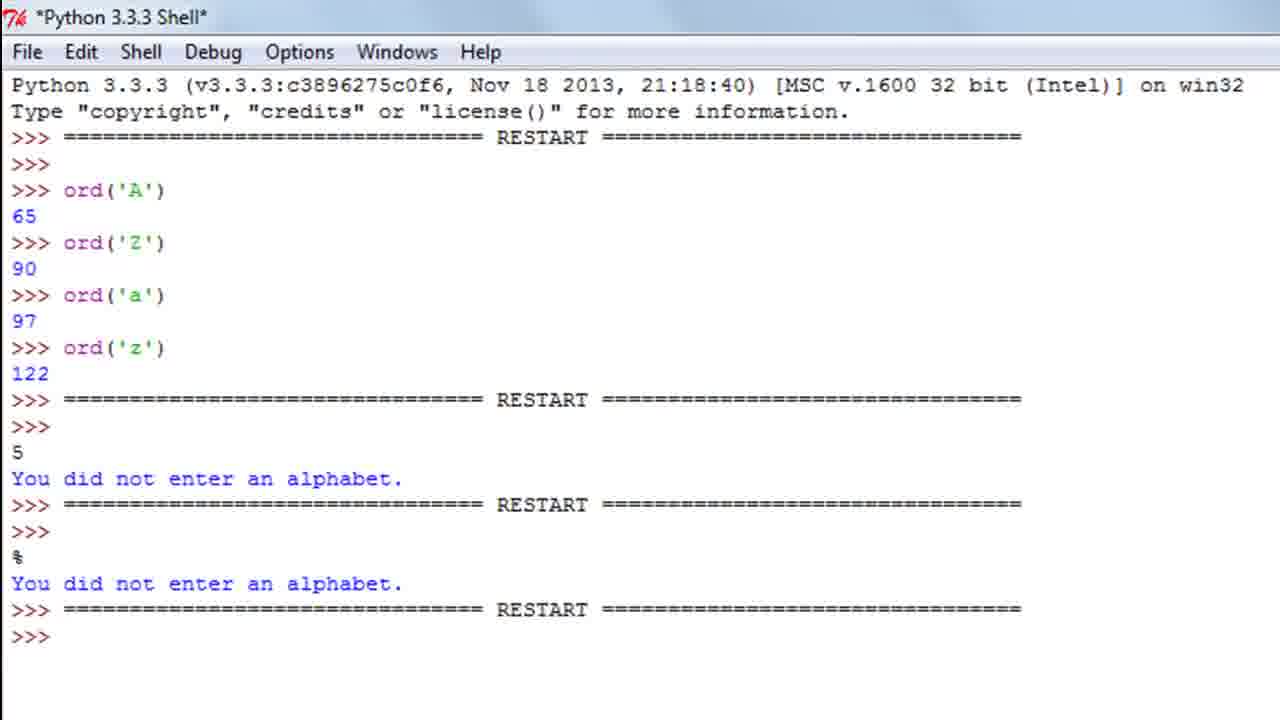 *Python 3.3.3 Shell*
File Edit Shell Debug Options Windows Help
Python 3.3.3 (v3.3.3:c3896275c0f6, Nov 18 2013, 21:18:40) [MSC v.1600 32 bit (Intel)] on win32
Type "copyright", "credits" or "license()" for more information.
>>> ================================ RESTART ================================
>>>
>>> ord('A')
65
>>> ord('Z')
90
>>> ord('a')
97
>>> ord('z')
122
>>> ================================ RESTART ================================
>>>
5
You did not enter an alphabet.
>>> ================================ RESTART ================================
>>>
%
You did not enter an alphabet.
>>> ================================ RESTART ================================
>>>